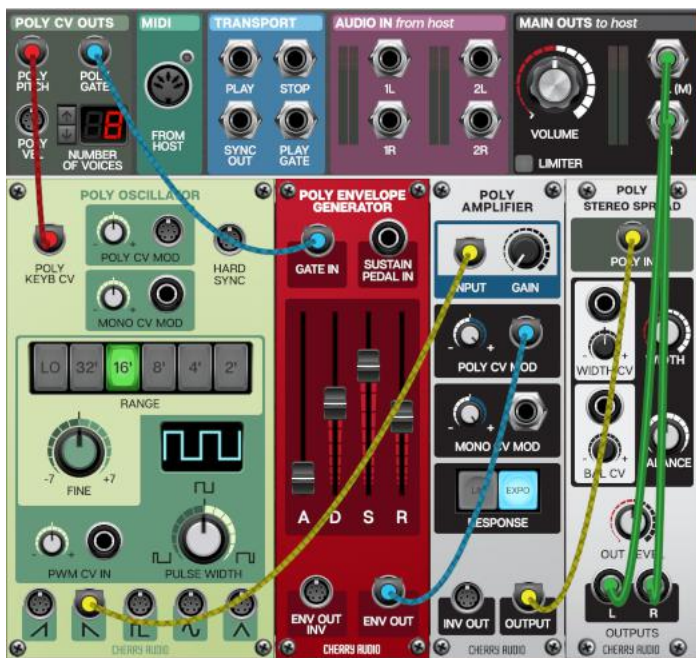 POLY CV OUTS
POLY PITCH
POLY GATE
POLY VEL
8
NUMBER OF VOICES
MIDI
FROM HOST
TRANSPORT
PLAY STOP
SYNC OUT PLAY GATE
AUDIO IN from host
1L 2L
1R 2R
MAIN OUTS to host
VOLUME
LIMITER
(M)
R
POLY OSCILLATOR
POLY KEYB CV
- +
POLY CV MOD
HARD SYNC
- +
MONO CV MOD
LO 32' 16' 8' 4' 2'
RANGE
-7 +7
FINE
- +
PWM CV IN
PULSE WIDTH
CHERRY AUDIO
POLY ENVELOPE GENERATOR
GATE IN
SUSTAIN PEDAL IN
A D S R
ENV OUT INV
ENV OUT
CHERRY AUDIO
POLY AMPLIFIER
INPUT GAIN
- +
POLY CV MOD
- +
MONO CV MOD
EXPO
RESPONSE
INV OUT OUTPUT
CHERRY AUDIO
POLY STEREO SPREAD
POLY IN
- +
WIDTH CV
WIDTH
- +
BAL CV
OUT LEVEL
L R
OUTPUTS
CHERRY AUDIO